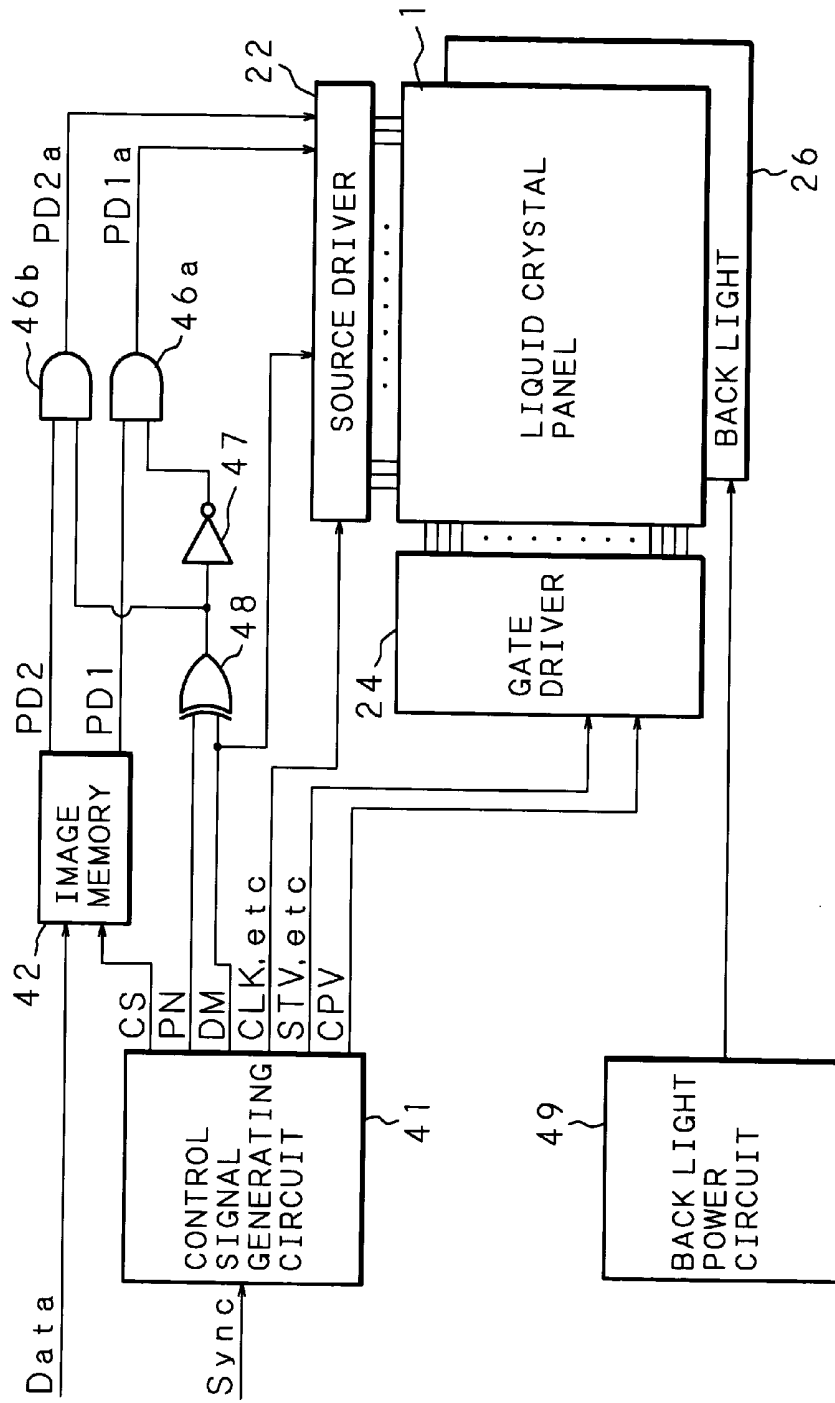 Data
42
IMAGE
MEMORY
PD2
PD1
46b
PD2a
46a
PD1a
47
48
22
SOURCE DRIVER
Sync
CONTROL
SIGNAL
GENERATING
CIRCUIT
41
CS
PN
DM
CLK,etc
STV,etc
CPV
24
GATE
DRIVER
LIQUID CRYSTAL
PANEL
1
BACK LIGHT
26
49
BACK LIGHT
POWER
CIRCUIT